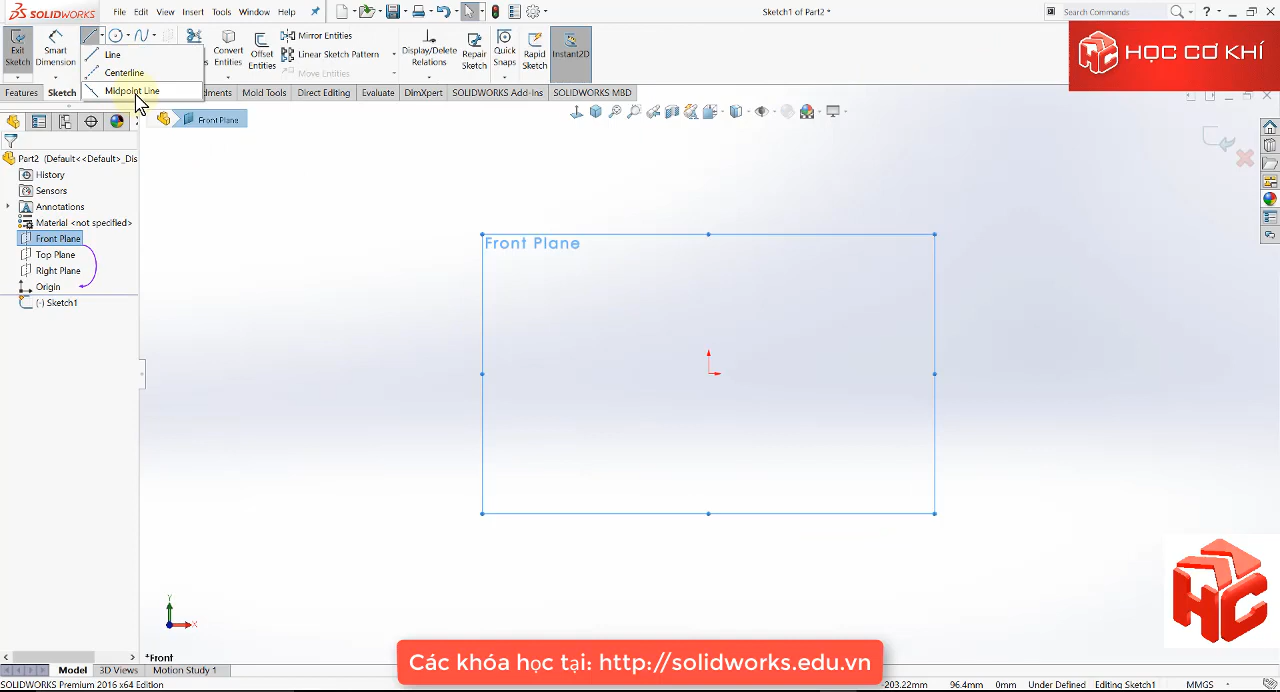 SOLIDWORKS
File Edit View Insert Tools Window Help
Sketch1 of Part2 *
Search Commands
Exit Sketch
Smart Dimension
Line
Centerline
Midpoint Line
Convert Entities
Offset Entities
Mirror Entities
Linear Sketch Pattern
Move Entities
Display/Delete Relations
Repair Sketch
Quick Snaps
Rapid Sketch
Instant2D
HỌC CƠ KHÍ
Features Sketch Mold Tools Direct Editing Evaluate DimXpert SOLIDWORKS Add-Ins SOLIDWORKS MBD
Front Plane
Part2 (Default<<Default>_Dis
History
Sensors
Annotations
Material <not specified>
Front Plane
Top Plane
Right Plane
Origin
(-) Sketch1
Front Plane
Y
X
*Front
HC
Các khóa học tại: http://solidworks.edu.vn
Model 3D Views Motion Study 1
SOLIDWORKS Premium 2016 x64 Edition
-203.22mm 96.4mm 0mm Under Defined Editing Sketch1 MMGS